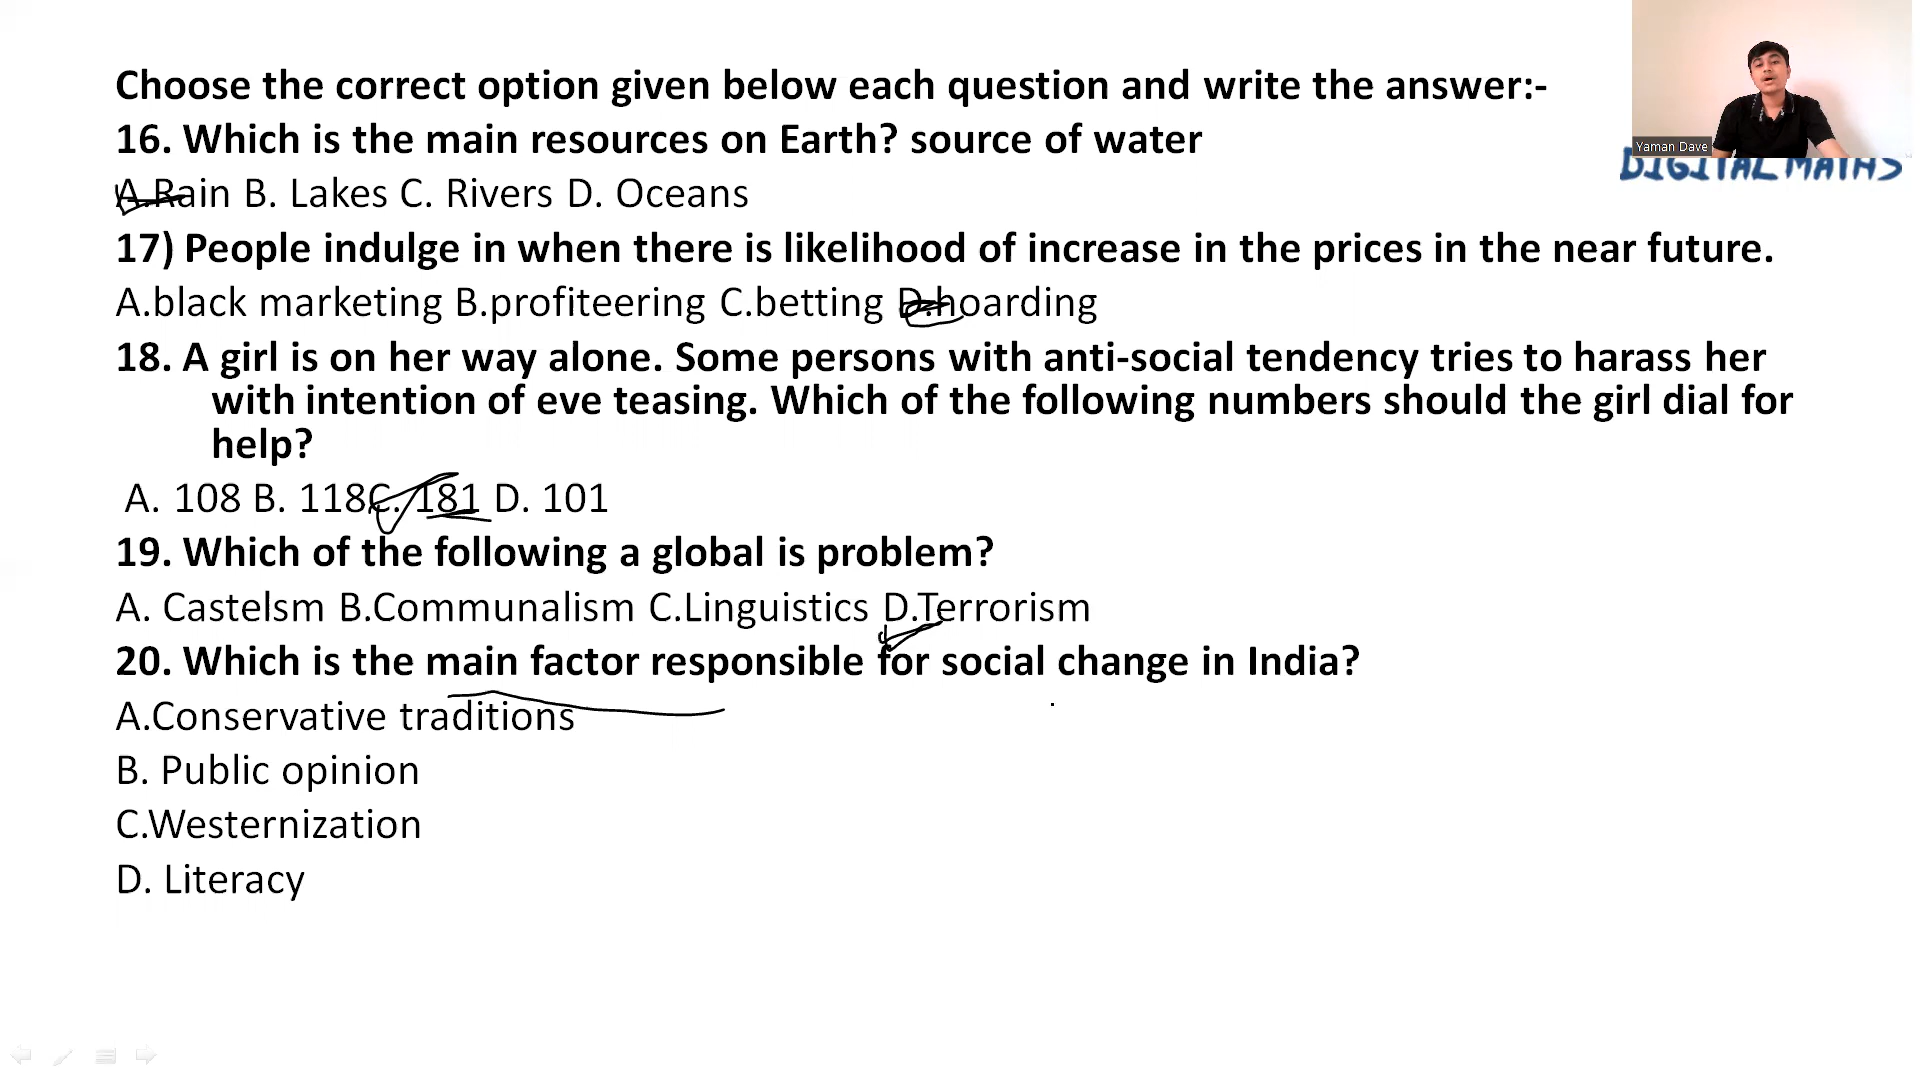 Choose the correct option given below each question and write the answer:-
16. Which is the main resources on Earth? source of water
A.Rain B. Lakes C. Rivers D. Oceans
17) People indulge in when there is likelihood of increase in the prices in the near future.
A.black marketing B.profiteering C.betting D.hoarding
18. A girl is on her way alone. Some persons with anti-social tendency tries to harass her
with intention of eve teasing. Which of the following numbers should the girl dial for
help?
A. 108 B. 118C. 181 D. 101
19. Which of the following a global is problem?
A. Castelsm B.Communalism C.Linguistics D.Terrorism
20. Which is the main factor responsible for social change in India?
A.Conservative traditions
B. Public opinion
C.Westernization
D. Literacy
Yaman Dave
DIGITAL MATHS